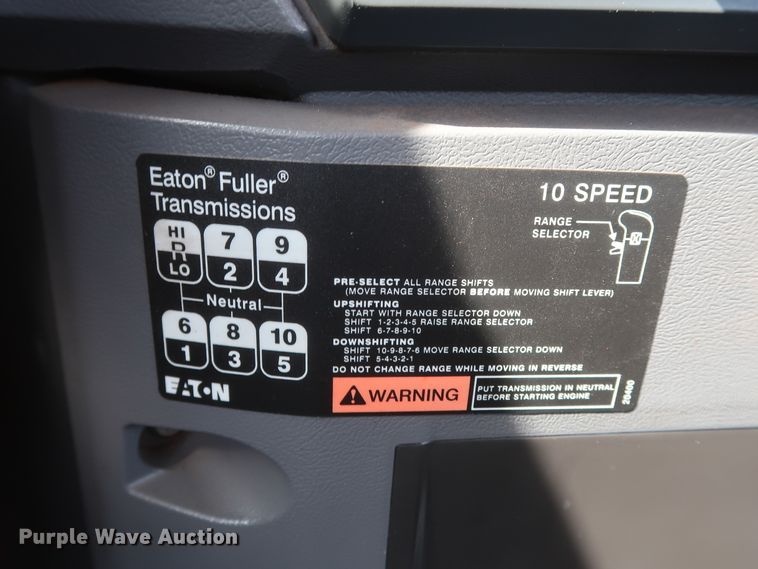 Eaton® Fuller®
Transmissions
10 SPEED
RANGE
SELECTOR
HI 7 9
R
LO 2 4
Neutral
6 8 10
1 3 5
EATON
PRE-SELECT ALL RANGE SHIFTS
(MOVE RANGE SELECTOR BEFORE MOVING SHIFT LEVER)
UPSHIFTING
START WITH RANGE SELECTOR DOWN
SHIFT 1-2-3-4-5 RAISE RANGE SELECTOR
SHIFT 6-7-8-9-10
DOWNSHIFTING
SHIFT 10-9-8-7-6 MOVE RANGE SELECTOR DOWN
SHIFT 5-4-3-2-1
DO NOT CHANGE RANGE WHILE MOVING IN REVERSE
WARNING
PUT TRANSMISSION IN NEUTRAL
BEFORE STARTING ENGINE
20400
Purple Wave Auction